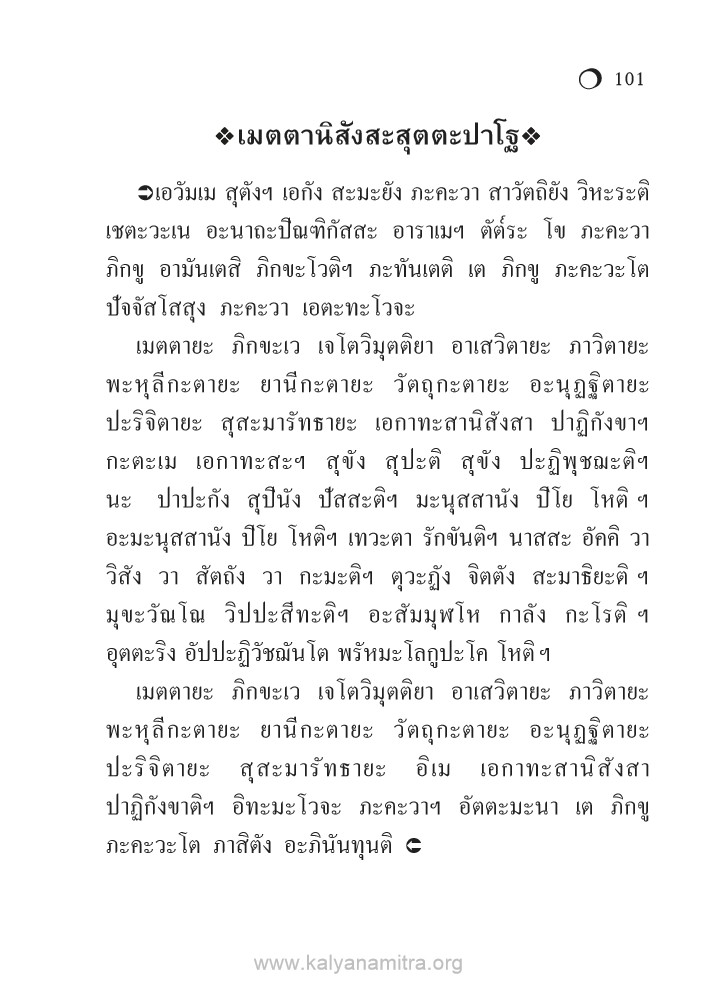 101
❖เมตตานิสังสะสุตตะปาโฐ❖
➲เอวัมเม สุตังฯ เอกัง สะมะยัง ภะคะวา สาวัตถิยัง วิหะระติ
เชตะวะเน อะนาถะปิณฑิกัสสะ อาราเมฯ ตัต๎ระ โข ภะคะวา
ภิกขู อามันเตสิ ภิกขะโวติฯ ภะทันเตติ เต ภิกขู ภะคะวะโต
ปัจจัสโสสุง ภะคะวา เอตะทะโวจะ
เมตตายะ ภิกขะเว เจโตวิมุตติยา อาเสวิตายะ ภาวิตายะ
พะหุลีกะตายะ ยานีกะตายะ วัตถุกะตายะ อะนุฏฐิตายะ
ปะริจิตายะ สุสะมารัทธายะ เอกาทะสานิสังสา ปาฏิกังขาฯ
กะตะเม เอกาทะสะฯ สุขัง สุปะติ สุขัง ปะฏิพุชฌะติฯ
นะ ปาปะกัง สุปินัง ปัสสะติฯ มะนุสสานัง ปิโย โหติ ฯ
อะมะนุสสานัง ปิโย โหติฯ เทวะตา รักขันติฯ นาสสะ อัคคิ วา
วิสัง วา สัตถัง วา กะมะติฯ ตุวะฏัง จิตตัง สะมาธิยะติ ฯ
มุขะวัณโณ วิปปะสีทะติฯ อะสัมมุฬโห กาลัง กะโรติ ฯ
อุตตะริง อัปปะฏิวัชฌันโต พรัหมะโลกูปะโค โหติ ฯ
เมตตายะ ภิกขะเว เจโตวิมุตติยา อาเสวิตายะ ภาวิตายะ
พะหุลีกะตายะ ยานีกะตายะ วัตถุกะตายะ อะนุฏฐิตายะ
ปะริจิตายะ สุสะมารัทธายะ อิเม เอกาทะสานิสังสา
ปาฏิกังขาติฯ อิทะมะโวจะ ภะคะวาฯ อัตตะมะนา เต ภิกขู
ภะคะวะโต ภาสิตัง อะภินันทุนติ ➲
www.kalyanamitra.org